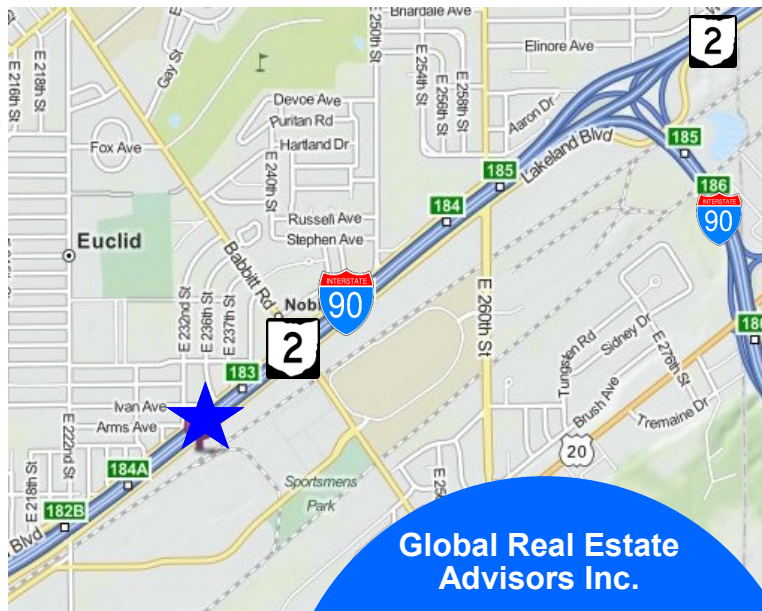 Briardale Ave
E 250th St
E 254th St
E 256th St
E 258th St
Elinore Ave
2
E 216th St
E 218th St
Gay St
Devoe Ave
Puritan Rd
Hartland Dr
Aaron Dr
Fox Ave
E 240th St
185
Lakeland Blvd
185
184
186
INTERSTATE
90
Russell Ave
Stephen Ave
Euclid
Babbitt Rd
E 232nd St
E 236th St
E 237th St
INTERSTATE
90
2
E 260th St
Tungsten Rd
Sidney Dr
E 276th St
183
Ivan Ave
Arms Ave
Brush Ave
Tremaine Dr
20
E 222nd St
E 218th St
184A
182B
Sportsmens
Park
Blvd
Global Real Estate
Advisors Inc.